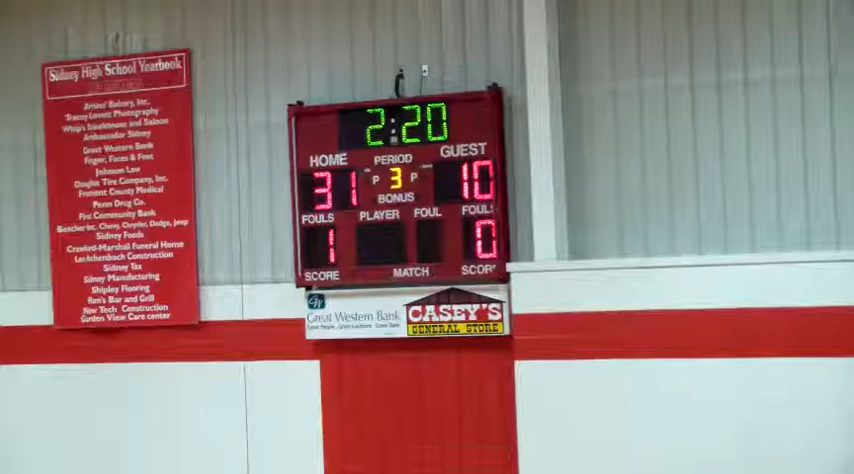 Sidney High School Yearbook
Arnies' Bakery, Inc.
Tracey Lovett Photography
Whip's Steakhouse and Saloon
Ambassador Sidney
Great Western Bank
Finger, Faces & Feet
Johnson Law
Douglas Tire Company, Inc.
Fremont County Medical
Penn Drug Co.
First Community Bank
Beecher Inc. Chevy, Chrysler, Dodge, Jeep
Sidney Foods
Crawford-Marshall Funeral Home
Leichtenbach Construction
Sidney Tax
Sidney Manufacturing
Shipley Flooring
Ron's Bar and Grill
New Tech Construction
Garden View Care Center
2:20
HOME PERIOD GUEST
31 P 3 P 10
BONUS
FOULS PLAYER FOUL FOULS
1 0
SCORE MATCH SCORE
Great Western Bank
CASEY'S
GENERAL STORE